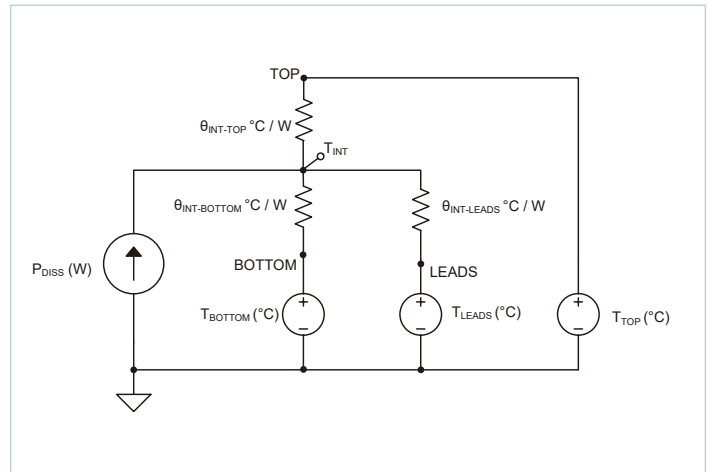 TOP
θINT-TOP °C / W
TINT
θINT-BOTTOM °C / W
θINT-LEADS °C / W
PDISS (W)
BOTTOM
LEADS
+
–
TBOTTOM (°C)
+
–
TLEADS (°C)
+
–
TTOP (°C)